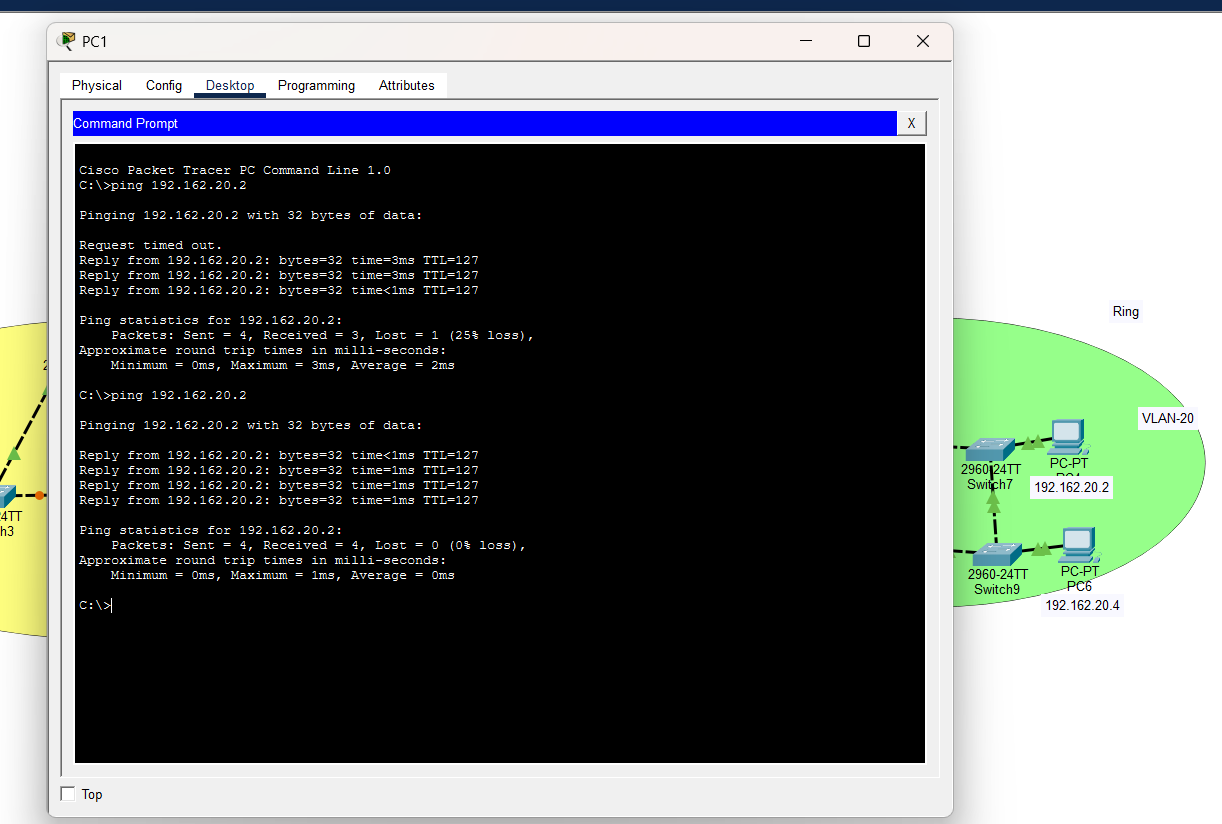 PC1
Physical Config Desktop Programming Attributes
Command Prompt X
Cisco Packet Tracer PC Command Line 1.0
C:\>ping 192.162.20.2
Pinging 192.162.20.2 with 32 bytes of data:
Request timed out.
Reply from 192.162.20.2: bytes=32 time=3ms TTL=127
Reply from 192.162.20.2: bytes=32 time=3ms TTL=127
Reply from 192.162.20.2: bytes=32 time<1ms TTL=127
Ping statistics for 192.162.20.2:
Packets: Sent = 4, Received = 3, Lost = 1 (25% loss),
Approximate round trip times in milli-seconds:
Minimum = 0ms, Maximum = 3ms, Average = 2ms
C:\>ping 192.162.20.2
Pinging 192.162.20.2 with 32 bytes of data:
Reply from 192.162.20.2: bytes=32 time<1ms TTL=127
Reply from 192.162.20.2: bytes=32 time=1ms TTL=127
Reply from 192.162.20.2: bytes=32 time=1ms TTL=127
Reply from 192.162.20.2: bytes=32 time=1ms TTL=127
Ping statistics for 192.162.20.2:
Packets: Sent = 4, Received = 4, Lost = 0 (0% loss),
Approximate round trip times in milli-seconds:
Minimum = 0ms, Maximum = 1ms, Average = 0ms
C:\>
Top
4TT
h3
Ring
VLAN-20
2960-24TT
Switch7
PC-PT
192.162.20.2
2960-24TT
Switch9
PC-PT
PC6
192.162.20.4